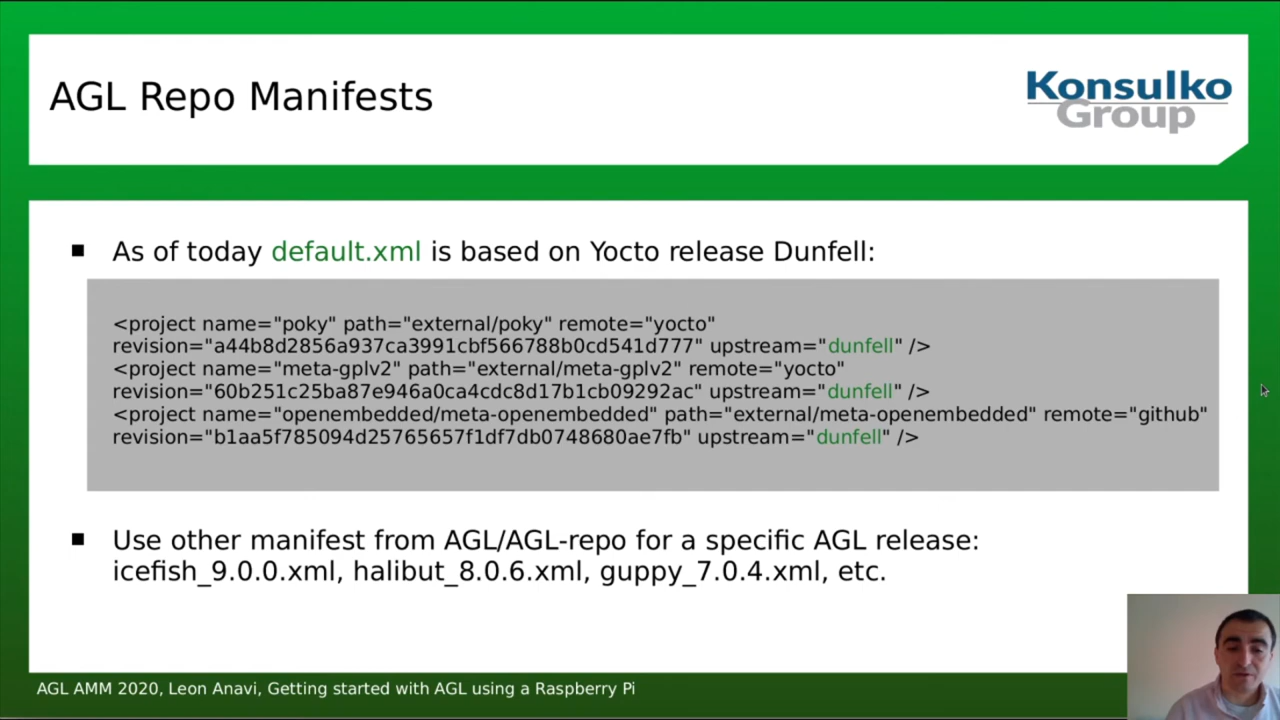 AGL Repo Manifests
Konsulko
Group
As of today default.xml is based on Yocto release Dunfell:
<project name="poky" path="external/poky" remote="yocto"
revision="a44b8d2856a937ca3991cbf566788b0cd541d777" upstream="dunfell" />
<project name="meta-gplv2" path="external/meta-gplv2" remote="yocto"
revision="60b251c25ba87e946a0ca4cdc8d17b1cb09292ac" upstream="dunfell" />
<project name="openembedded/meta-openembedded" path="external/meta-openembedded" remote="github"
revision="b1aa5f785094d25765657f1df7db0748680ae7fb" upstream="dunfell" />
Use other manifest from AGL/AGL-repo for a specific AGL release:
icefish_9.0.0.xml, halibut_8.0.6.xml, guppy_7.0.4.xml, etc.
AGL AMM 2020, Leon Anavi, Getting started with AGL using a Raspberry Pi